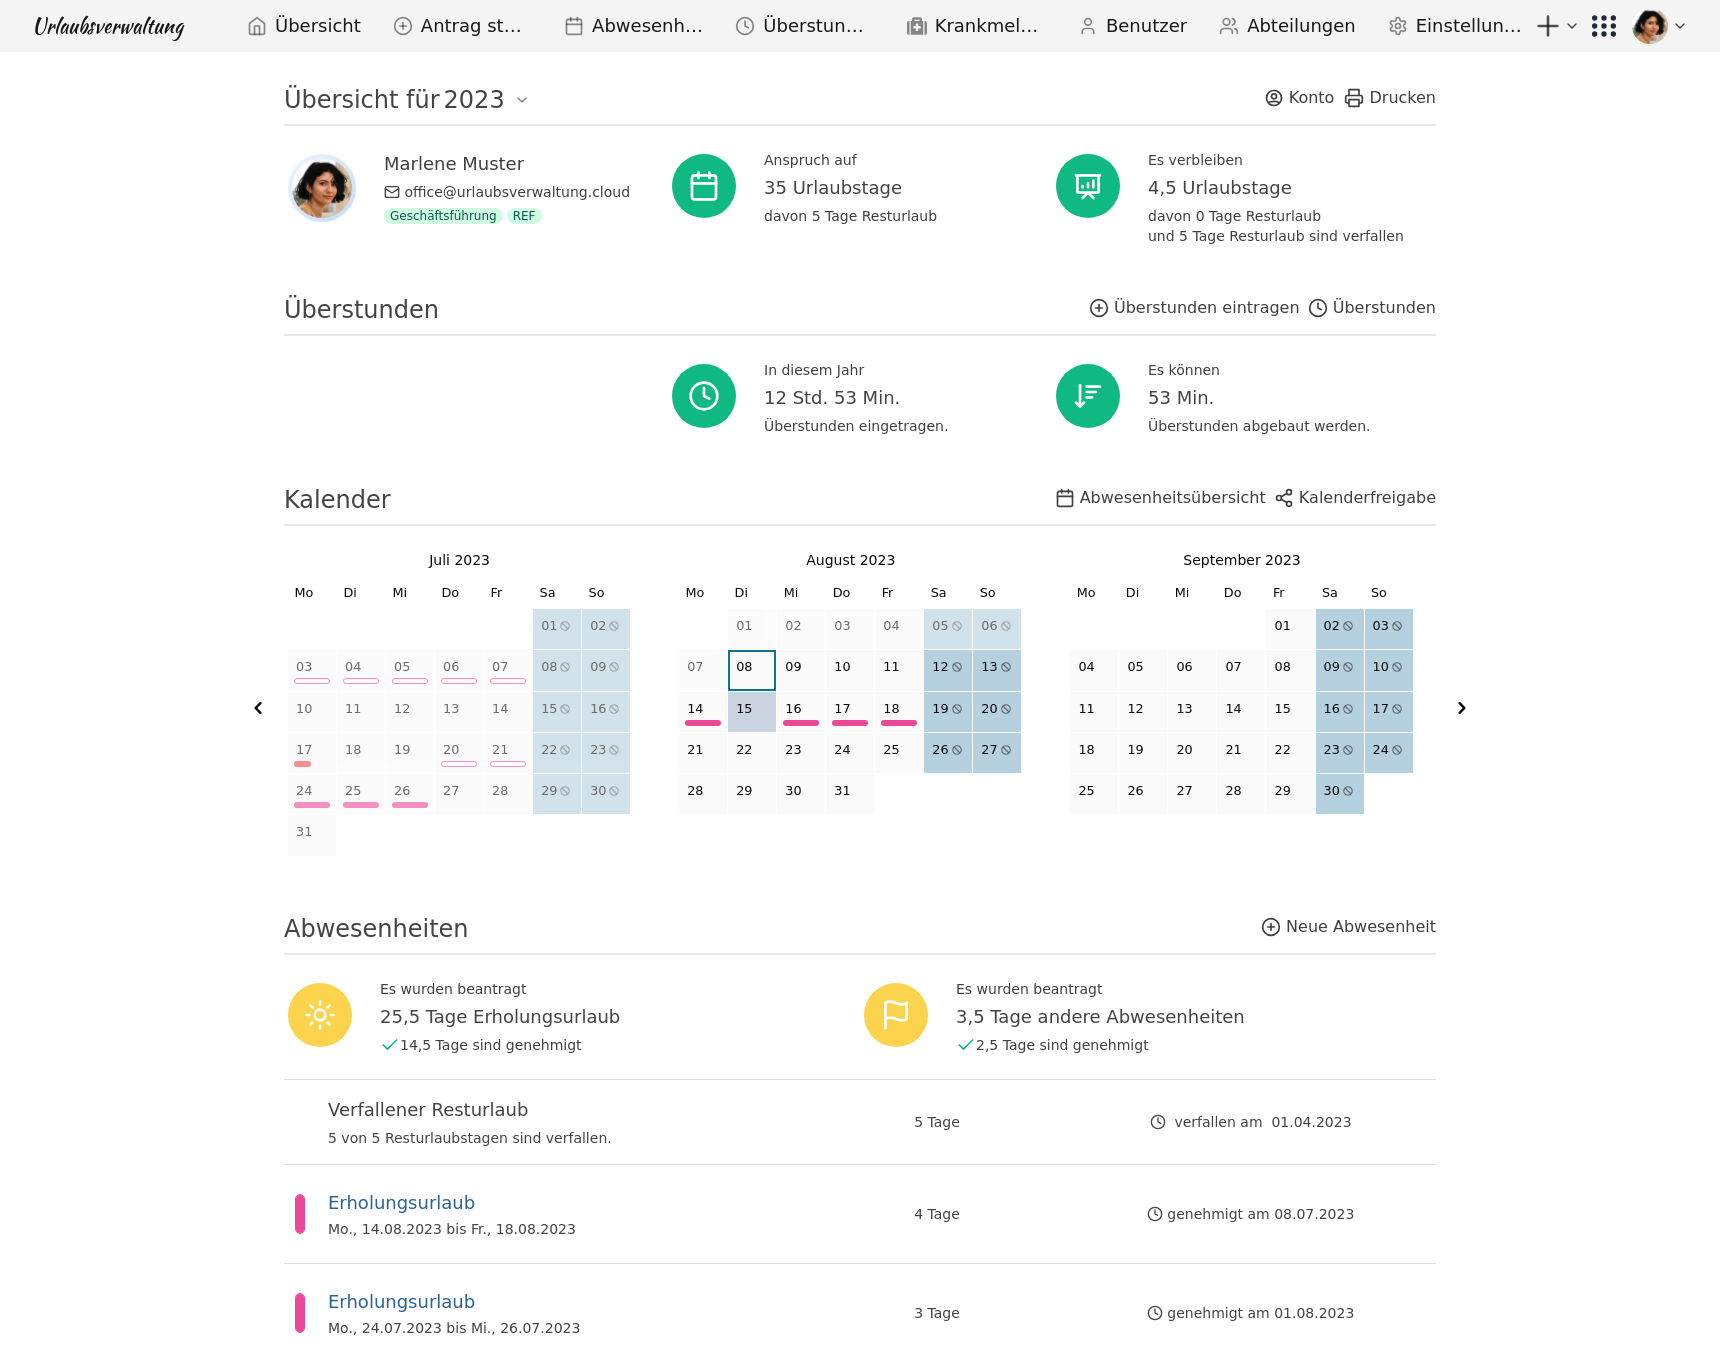 Urlaubsverwaltung Übersicht Antrag st… Abwesenh… Überstun… Krankmel… Benutzer Abteilungen Einstellun…
Übersicht für 2023 Konto Drucken
Marlene Muster
office@urlaubsverwaltung.cloud
Geschäftsführung REF
Anspruch auf
35 Urlaubstage
davon 5 Tage Resturlaub
Es verbleiben
4,5 Urlaubstage
davon 0 Tage Resturlaub
und 5 Tage Resturlaub sind verfallen
Überstunden Überstunden eintragen Überstunden
In diesem Jahr
12 Std. 53 Min.
Überstunden eingetragen.
Es können
53 Min.
Überstunden abgebaut werden.
Kalender Abwesenheitsübersicht Kalenderfreigabe
Juli 2023
Mo Di Mi Do Fr Sa So
01 02
03 04 05 06 07 08 09
10 11 12 13 14 15 16
17 18 19 20 21 22 23
24 25 26 27 28 29 30
31
August 2023
Mo Di Mi Do Fr Sa So
01 02 03 04 05 06
07 08 09 10 11 12 13
14 15 16 17 18 19 20
21 22 23 24 25 26 27
28 29 30 31
September 2023
Mo Di Mi Do Fr Sa So
01 02 03
04 05 06 07 08 09 10
11 12 13 14 15 16 17
18 19 20 21 22 23 24
25 26 27 28 29 30
Abwesenheiten Neue Abwesenheit
Es wurden beantragt
25,5 Tage Erholungsurlaub
14,5 Tage sind genehmigt
Es wurden beantragt
3,5 Tage andere Abwesenheiten
2,5 Tage sind genehmigt
Verfallener Resturlaub
5 von 5 Resturlaubstagen sind verfallen.
5 Tage
verfallen am 01.04.2023
Erholungsurlaub
Mo., 14.08.2023 bis Fr., 18.08.2023
4 Tage
genehmigt am 08.07.2023
Erholungsurlaub
Mo., 24.07.2023 bis Mi., 26.07.2023
3 Tage
genehmigt am 01.08.2023